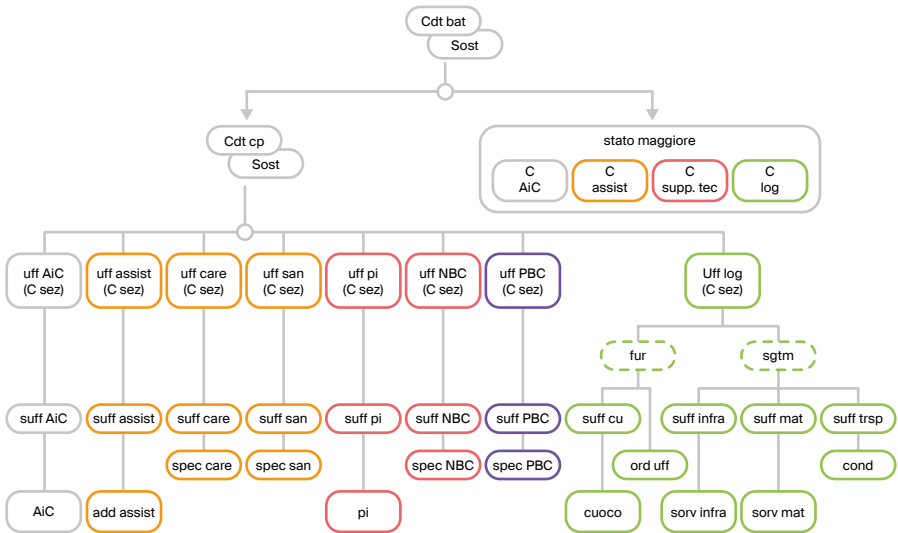 Cdt bat
Sost
Cdt cp
Sost
stato maggiore
C
AiC
C
assist
C
supp. tec
C
log
uff AiC
(C sez)
uff assist
(C sez)
uff care
(C sez)
uff san
(C sez)
uff pi
(C sez)
uff NBC
(C sez)
uff PBC
(C sez)
Uff log
(C sez)
fur
sgtm
suff AiC
suff assist
suff care
suff san
suff pi
suff NBC
suff PBC
suff cu
suff infra
suff mat
suff trsp
spec care
spec san
spec NBC
spec PBC
ord uff
cond
AiC
add assist
pi
cuoco
sorv infra
sorv mat